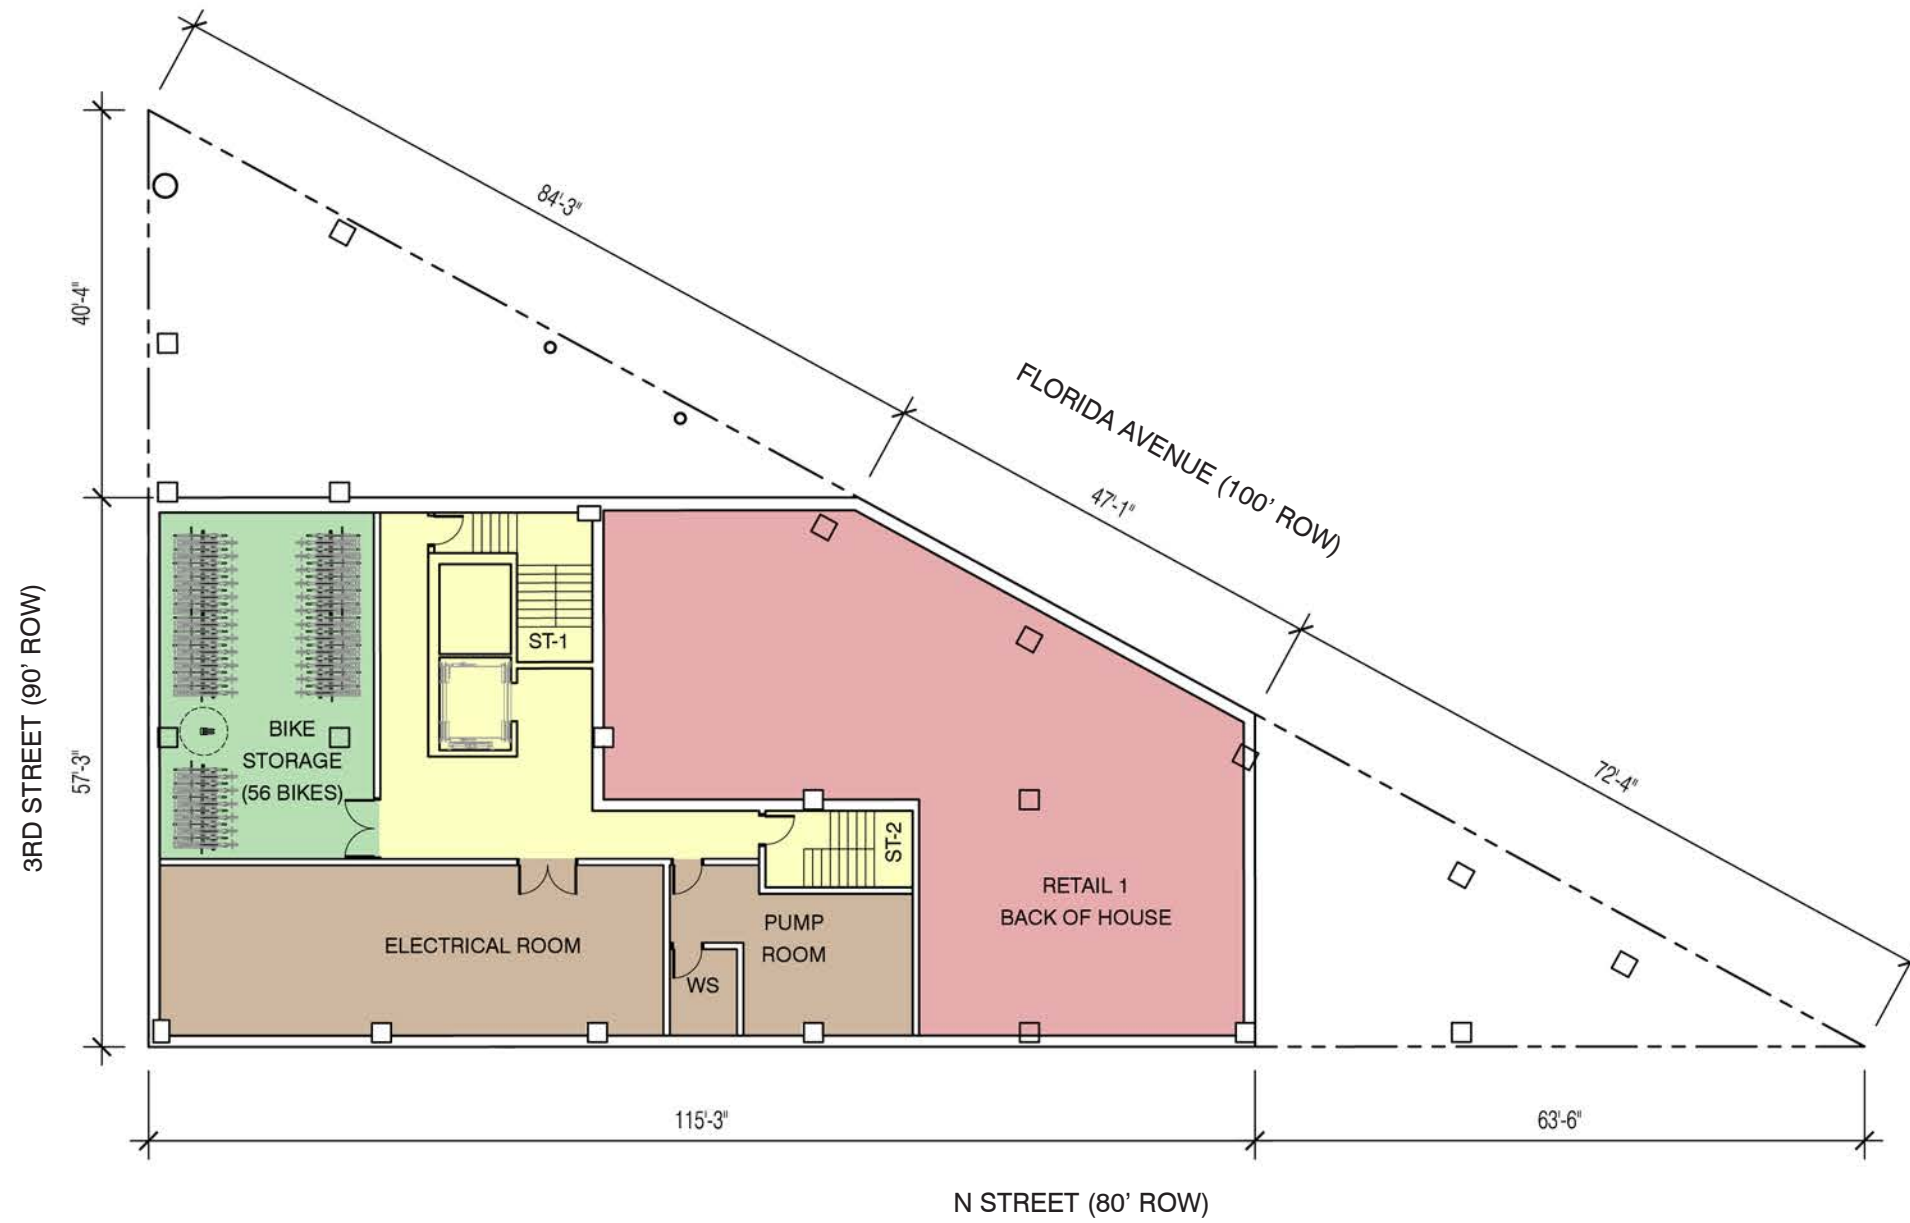 84'-3"
40'-4"
FLORIDA AVENUE (100' ROW)
47'-1"
3RD STREET (90' ROW)
57'-3"
ST-1
BIKE
STORAGE
(56 BIKES)
72'-4"
ST-2
RETAIL 1
BACK OF HOUSE
ELECTRICAL ROOM
PUMP
ROOM
WS
115'-3"
63'-6"
N STREET (80' ROW)